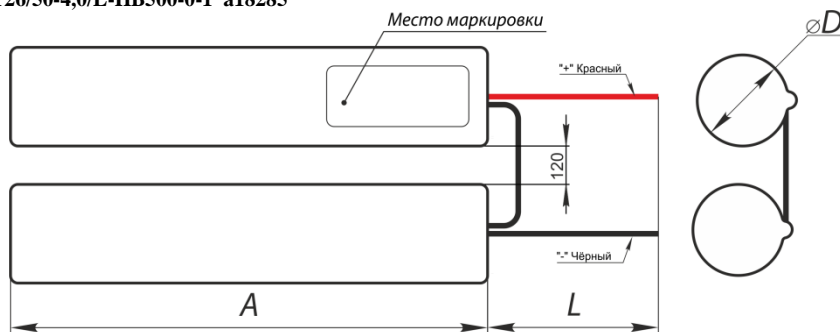 Место маркировки
"+" Красный
⌀D
120
"-" Чёрный
A
L